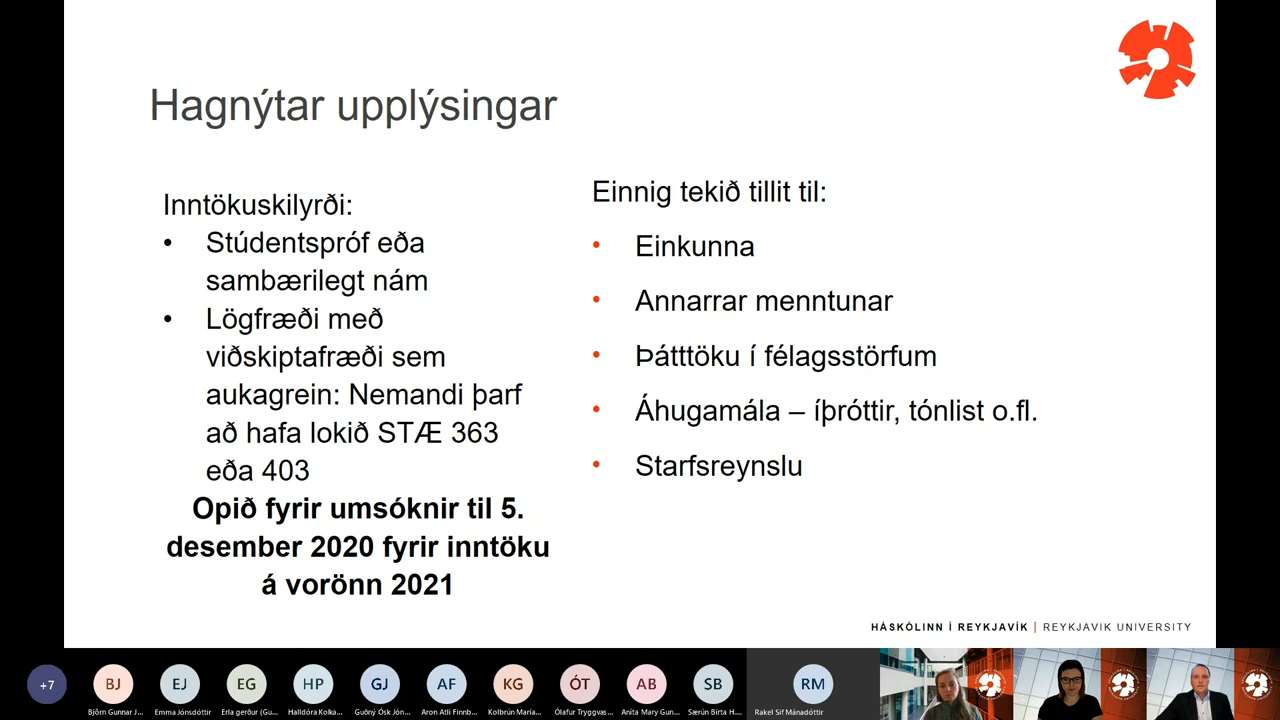 Hagnýtar upplýsingar
Inntökuskilyrði:
• Stúdentspróf eða
sambærilegt nám
• Lögfræði með
viðskiptafræði sem
aukagrein: Nemandi þarf
að hafa lokið STÆ 363
eða 403
Opið fyrir umsóknir til 5.
desember 2020 fyrir inntöku
á vorönn 2021
Einnig tekið tillit til:
• Einkunna
• Annarrar menntunar
• Þátttöku í félagsstörfum
• Áhugamála – íþróttir, tónlist o.fl.
• Starfsreynslu
HÁSKÓLINN Í REYKJAVÍK | REYKJAVIK UNIVERSITY
+7 BJ EJ EG HP GJ AF KG ÓT AB SB RM
Björn Gunnar J... Emma Jónsdóttir Erla gerður (Gu... Halldóra Kolka... Guðný Ósk Jón... Aron Atli Finnb... Kolbrún María... Ólafur Tryggvas... Anita Mary Gun... Særún Birta H... Rakel Sif Mánadóttir